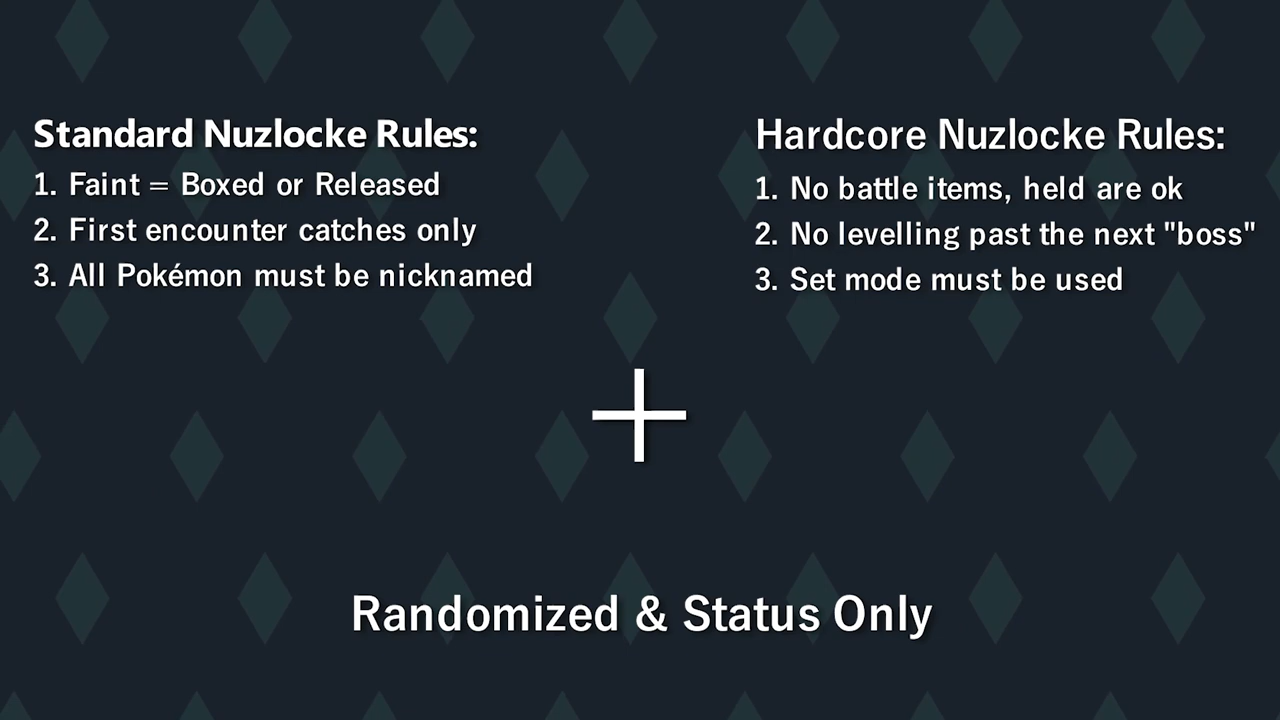 Standard Nuzlocke Rules:
1. Faint = Boxed or Released
2. First encounter catches only
3. All Pokémon must be nicknamed
Hardcore Nuzlocke Rules:
1. No battle items, held are ok
2. No levelling past the next "boss"
3. Set mode must be used
+
Randomized & Status Only